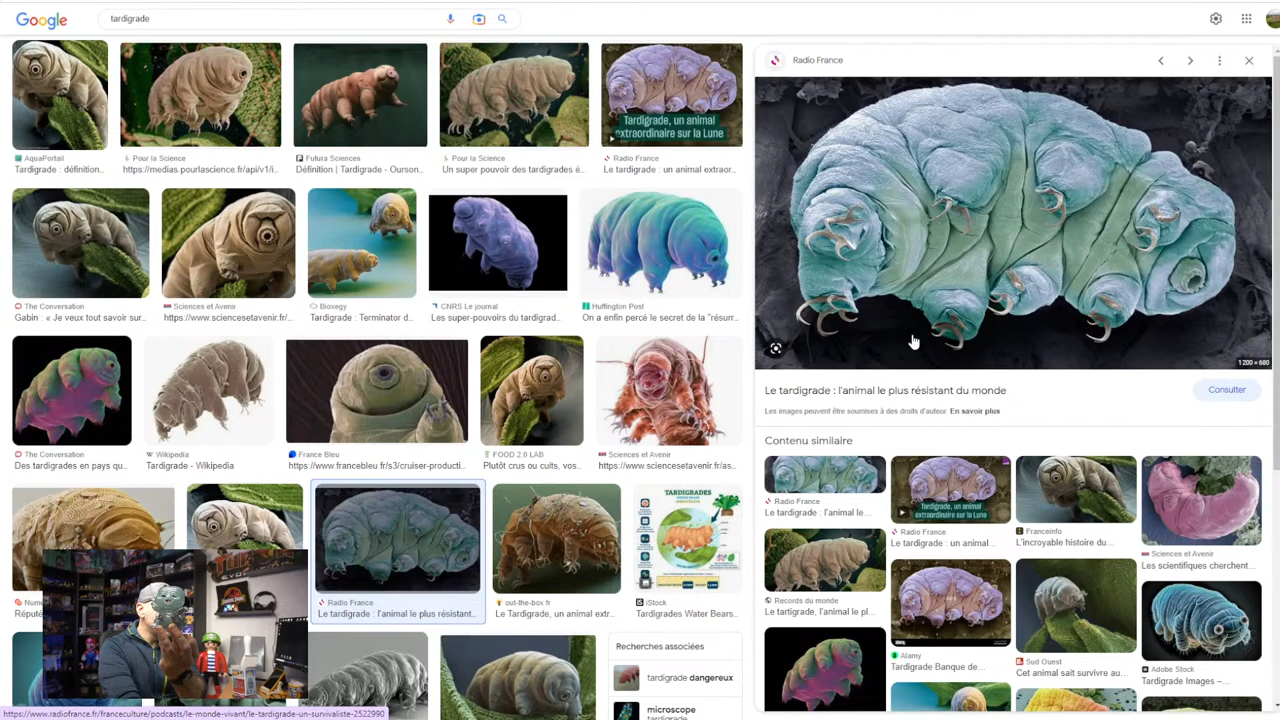 Google
tardigrade
AquaPortail
Tardigrade : définition...
Pour la Science
https://medias.pourlascience.fr/api/v1/i...
Futura Sciences
Définition | Tardigrade - Ourson...
Pour la Science
Un super pouvoir des tardigrades é...
Tardigrade, un animal
extraordinaire sur la Lune
Radio France
Le tardigrade : un animal extraor...
The Conversation
Gabin : « Je veux tout savoir sur...
Sciences et Avenir
https://www.sciencesetavenir.fr/...
Bioxegy
Tardigrade : Terminator d...
CNRS Le journal
Les super-pouvoirs du tardigrad...
Huffington Post
On a enfin percé le secret de la "résurr...
The Conversation
Des tardigrades en pays qu...
Wikipedia
Tardigrade - Wikipedia
France Bleu
https://www.francebleu.fr/s3/cruiser-producti...
FOOD 2.0 LAB
Plutôt crus ou cuits, vos...
Sciences et Avenir
https://www.sciencesetavenir.fr/as...
Radio France
Le tardigrade : l'animal le plus résistant...
out-the-box.fr
Le Tardigrade, un animal extr...
TARDIGRADES
iStock
Tardigrades Water Bears...
Recherches associées
tardigrade dangereux
microscope
tardigrade
https://www.radiofrance.fr/franceculture/podcasts/le-monde-vivant/le-tardigrade-un-survivaliste-2522990
Radio France
1200 × 680
Le tardigrade : l'animal le plus résistant du monde
Consulter
Les images peuvent être soumises à des droits d'auteur. En savoir plus
Contenu similaire
Radio France
Le tardigrade : l'animal le...
Tardigrade, un animal
extraordinaire sur la Lune
Radio France
Le tardigrade : un animal...
Franceinfo
L'incroyable histoire du...
Sciences et Avenir
Les scientifiques cherchent...
Records du monde
Le tartigrade, l'animal le pl...
Alamy
Tardigrade Banque de...
Sud Ouest
Cet animal sait survivre au...
Adobe Stock
Tardigrade Images –...